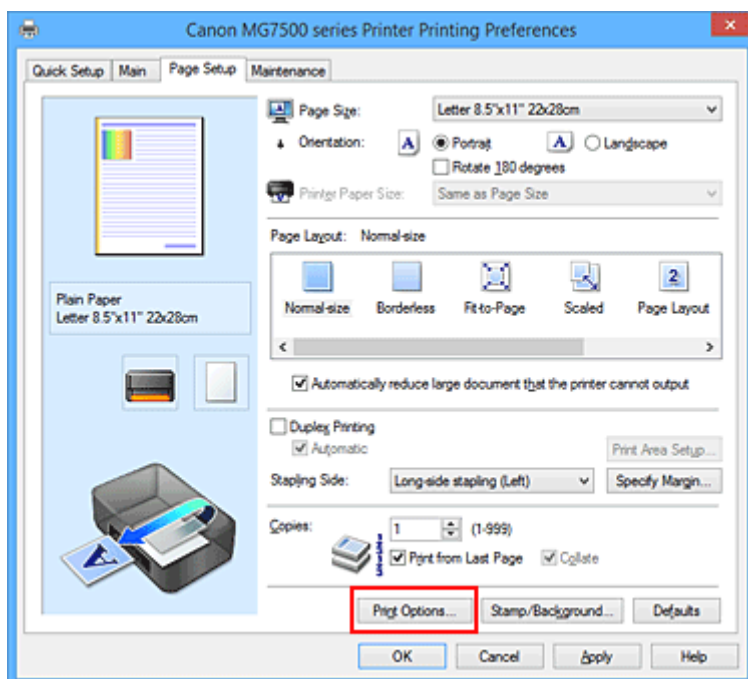 Canon MG7500 series Printer Printing Preferences
Quick Setup Main Page Setup Maintenance
Page Size: Letter 8.5"x11" 22x28cm
Orientation: A Portrait A Landscape
Rotate 180 degrees
Printer Paper Size: Same as Page Size
Page Layout: Normal-size
2
Normal-size Borderless Fit-to-Page Scaled Page Layout
Plain Paper
Letter 8.5"x11" 22x28cm
Automatically reduce large document that the printer cannot output
Duplex Printing
Automatic Print Area Setup...
Stapling Side: Long-side stapling (Left) Specify Margin...
Copies: 1 (1-999)
Print from Last Page Collate
A
Print Options... Stamp/Background... Defaults
OK Cancel Apply Help